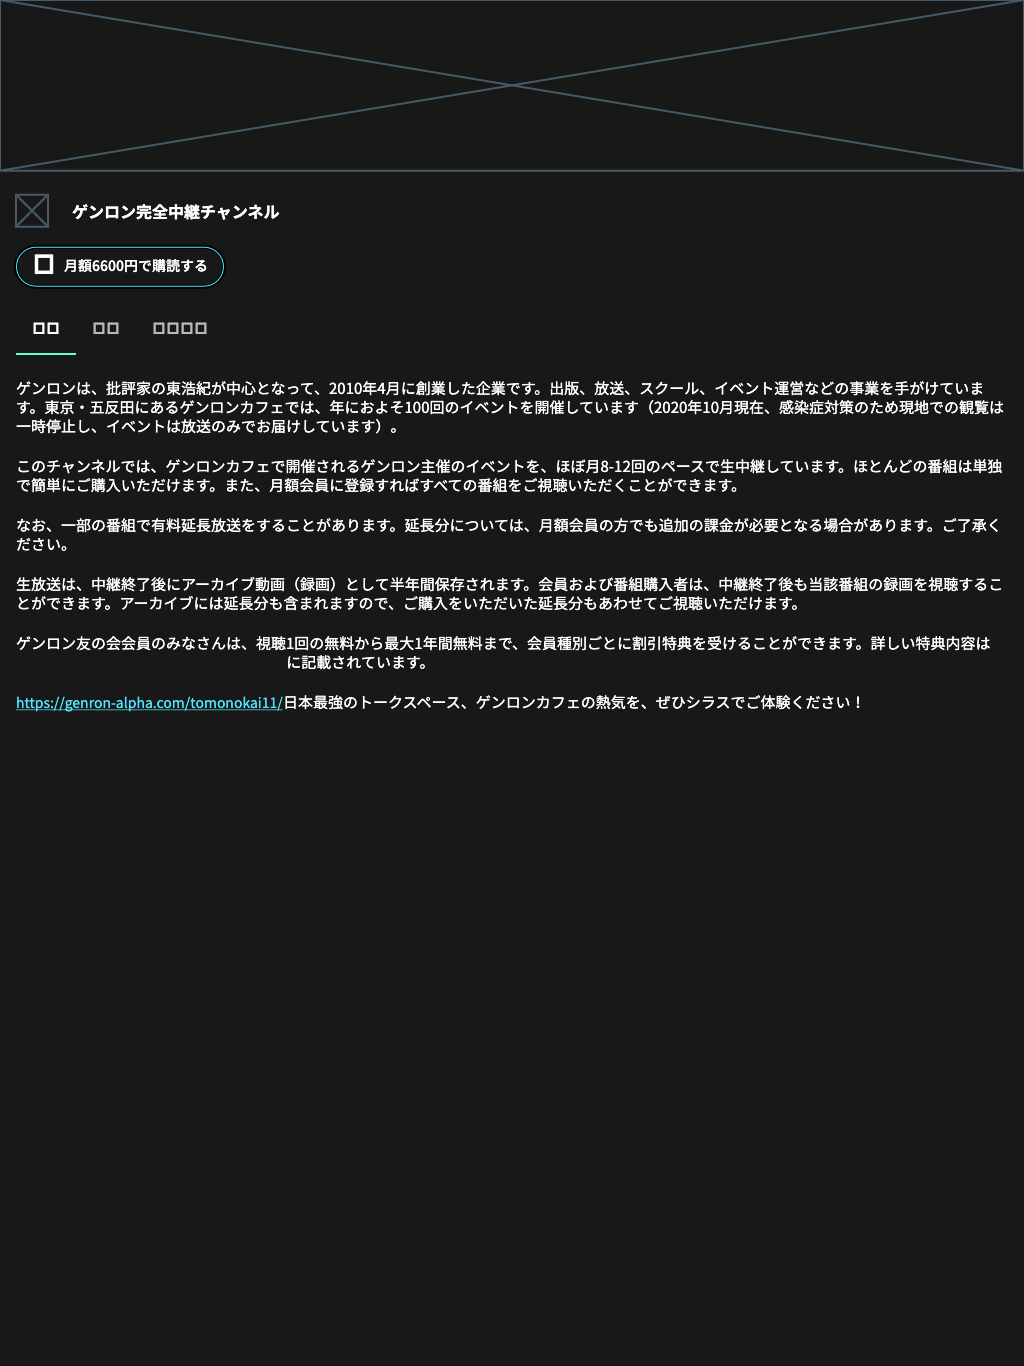 ゲンロン完全中継チャンネル
月額6600円で購読する
ゲンロンは、批評家の東浩紀が中心となって、2010年4月に創業した企業です。出版、放送、スクール、イベント運営などの事業を手がけていま
す。東京・五反田にあるゲンロンカフェでは、年におよそ100回のイベントを開催しています（2020年10月現在、感染症対策のため現地での観覧は
一時停止し、イベントは放送のみでお届けしています）。
このチャンネルでは、ゲンロンカフェで開催されるゲンロン主催のイベントを、ほぼ月8-12回のペースで生中継しています。ほとんどの番組は単独
で簡単にご購入いただけます。また、月額会員に登録すればすべての番組をご視聴いただくことができます。
なお、一部の番組で有料延長放送をすることがあります。延長分については、月額会員の方でも追加の課金が必要となる場合があります。ご了承く
ださい。
生放送は、中継終了後にアーカイブ動画（録画）として半年間保存されます。会員および番組購入者は、中継終了後も当該番組の録画を視聴するこ
とができます。アーカイブには延長分も含まれますので、ご購入をいただいた延長分もあわせてご視聴いただけます。
ゲンロン友の会会員のみなさんは、視聴1回の無料から最大1年間無料まで、会員種別ごとに割引特典を受けることができます。詳しい特典内容は
に記載されています。
https://genron-alpha.com/tomonokai11/日本最強のトークスペース、ゲンロンカフェの熱気を、ぜひシラスでご体験ください！